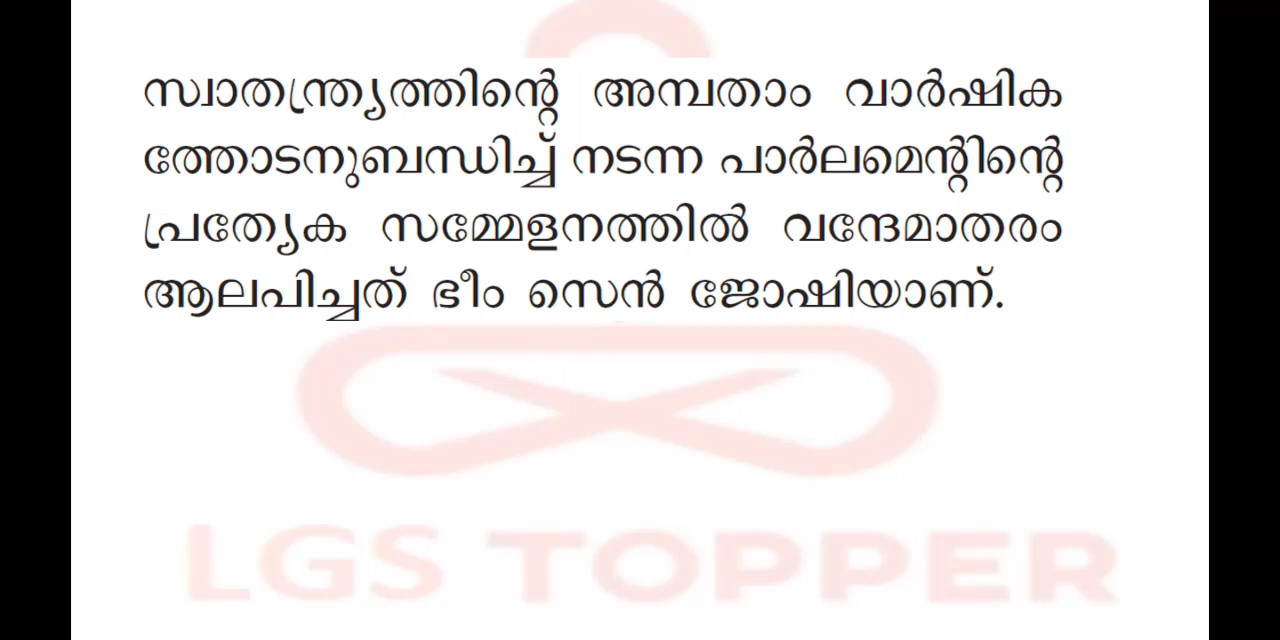 സ്വാതന്ത്ര്യത്തിന്റെ അമ്പതാം വാർഷിക
ത്തോടനുബന്ധിച്ച് നടന്ന പാർലമെന്റിന്റെ
പ്രത്യേക സമ്മേളനത്തിൽ വന്ദേമാതരം
ആലപിച്ചത് ഭീം സെൻ ജോഷിയാണ്.
LGS TOPPER